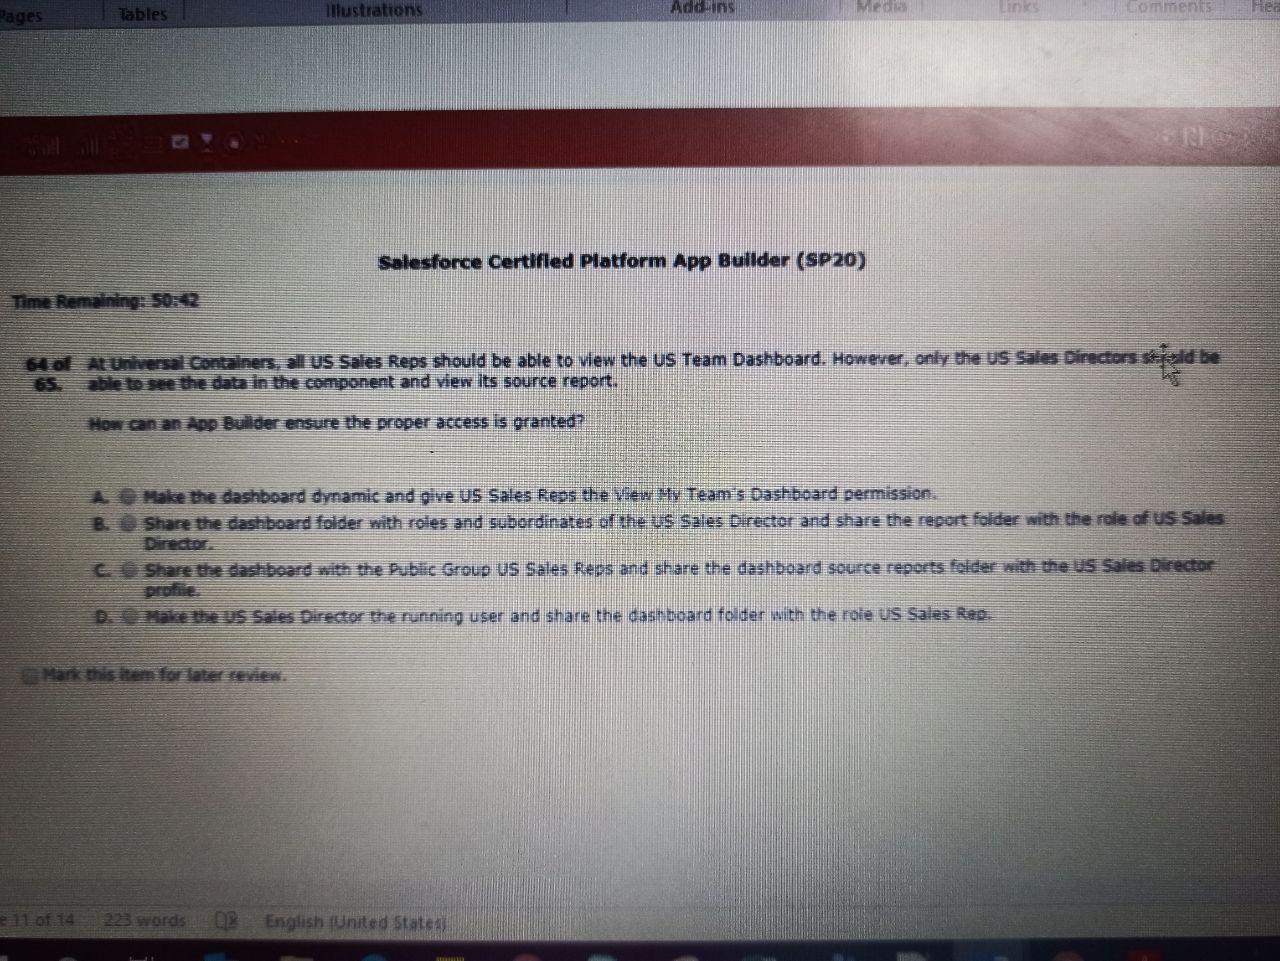 Pages Tables Illustrations Add-ins Media Links Comments Hea
Salesforce Certified Platform App Builder (SP20)
Time Remaining: 50:42
64 of 65. At Universal Containers, all US Sales Reps should be able to view the US Team Dashboard. However, only the US Sales Directors should be
able to see the data in the component and view its source report.
How can an App Builder ensure the proper access is granted?
A. Make the dashboard dynamic and give US Sales Reps the View My Team's Dashboard permission.
B. Share the dashboard folder with roles and subordinates of the US Sales Director and share the report folder with the role of US Sales
Director.
C. Share the dashboard with the Public Group US Sales Reps and share the dashboard source reports folder with the US Sales Director
profile.
D. Make the US Sales Director the running user and share the dashboard folder with the role US Sales Rep.
Mark this item for later review.
e 11 of 14 223 words English (United States)